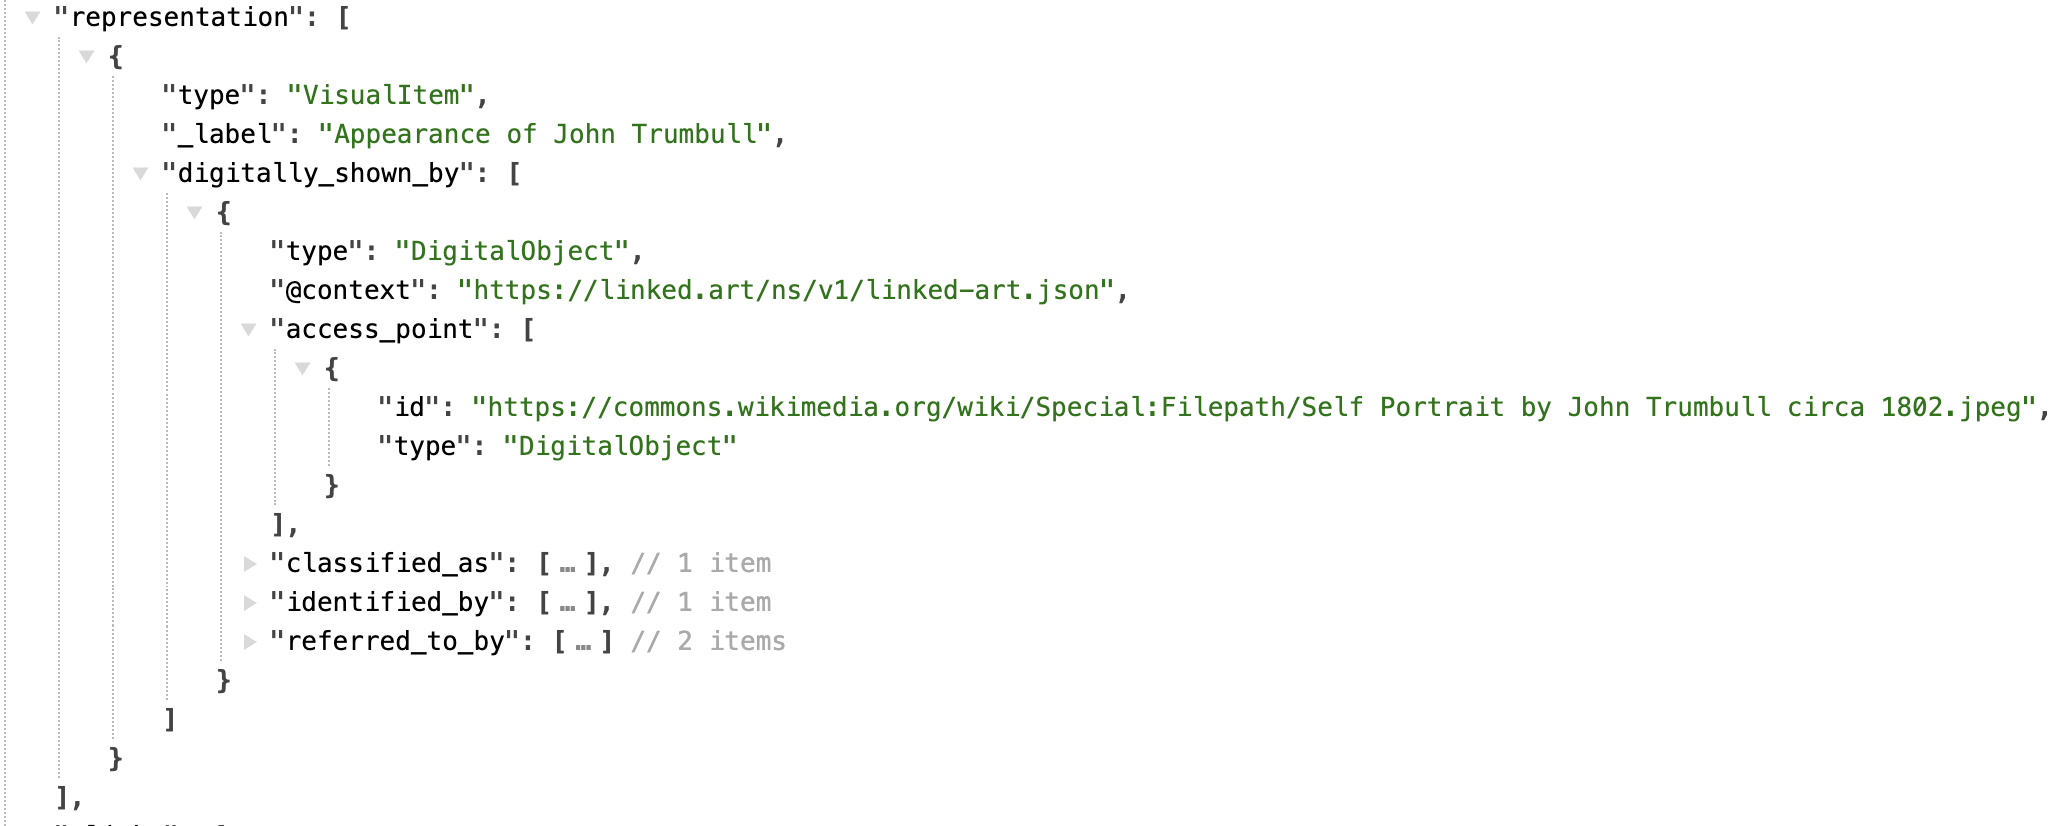 "representation": [
{
"type": "VisualItem",
"_label": "Appearance of John Trumbull",
"digitally_shown_by": [
{
"type": "DigitalObject",
"@context": "https://linked.art/ns/v1/linked-art.json",
"access_point": [
{
"id": "https://commons.wikimedia.org/wiki/Special:Filepath/Self Portrait by John Trumbull circa 1802.jpeg",
"type": "DigitalObject"
}
],
"classified_as": [ … ], // 1 item
"identified_by": [ … ], // 1 item
"referred_to_by": [ … ] // 2 items
}
]
}
],